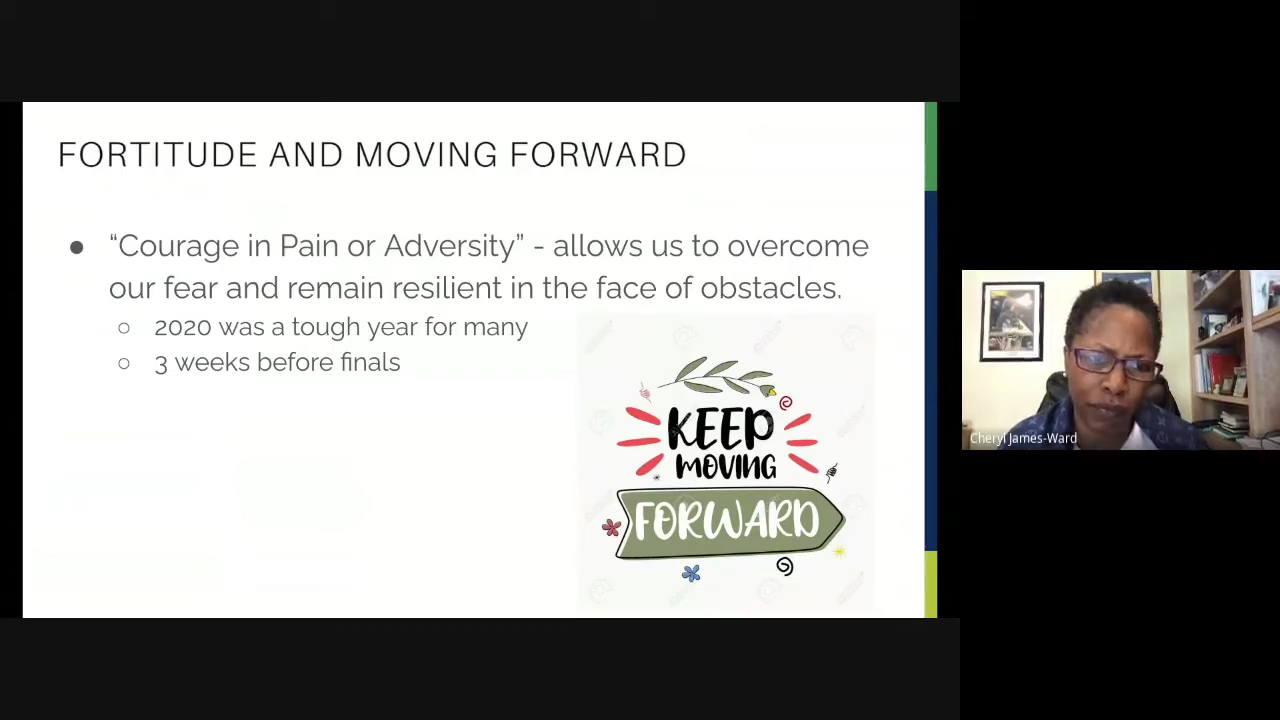 FORTITUDE AND MOVING FORWARD
● “Courage in Pain or Adversity” - allows us to overcome
our fear and remain resilient in the face of obstacles.
○ 2020 was a tough year for many
○ 3 weeks before finals
KEEP
MOVING
FORWARD
Cheryl James-Ward